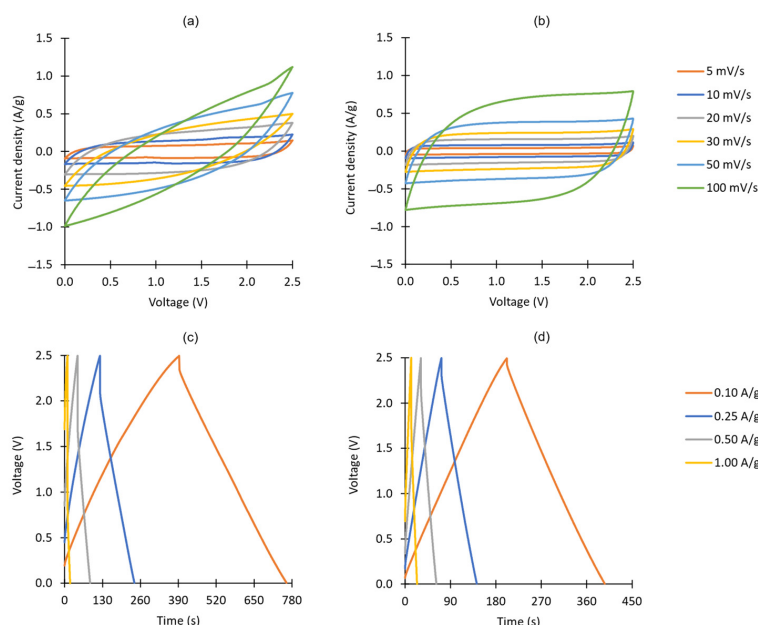 (a)
(b)
Current density (A/g)
1.5
1.0
0.5
0.0
−0.5
−1.0
−1.5
0.0 0.5 1.0 1.5 2.0 2.5
Voltage (V)
Current density (A/g)
1.5
1.0
0.5
0.0
−0.5
−1.0
−1.5
0.0 0.5 1.0 1.5 2.0 2.5
Voltage (V)
5 mV/s
10 mV/s
20 mV/s
30 mV/s
50 mV/s
100 mV/s
(c)
(d)
Voltage (V)
2.5
2.0
1.5
1.0
0.5
0.0
0 130 260 390 520 650 780
Time (s)
Voltage (V)
2.5
2.0
1.5
1.0
0.5
0.0
0 90 180 270 360 450
Time (s)
0.10 A/g
0.25 A/g
0.50 A/g
1.00 A/g